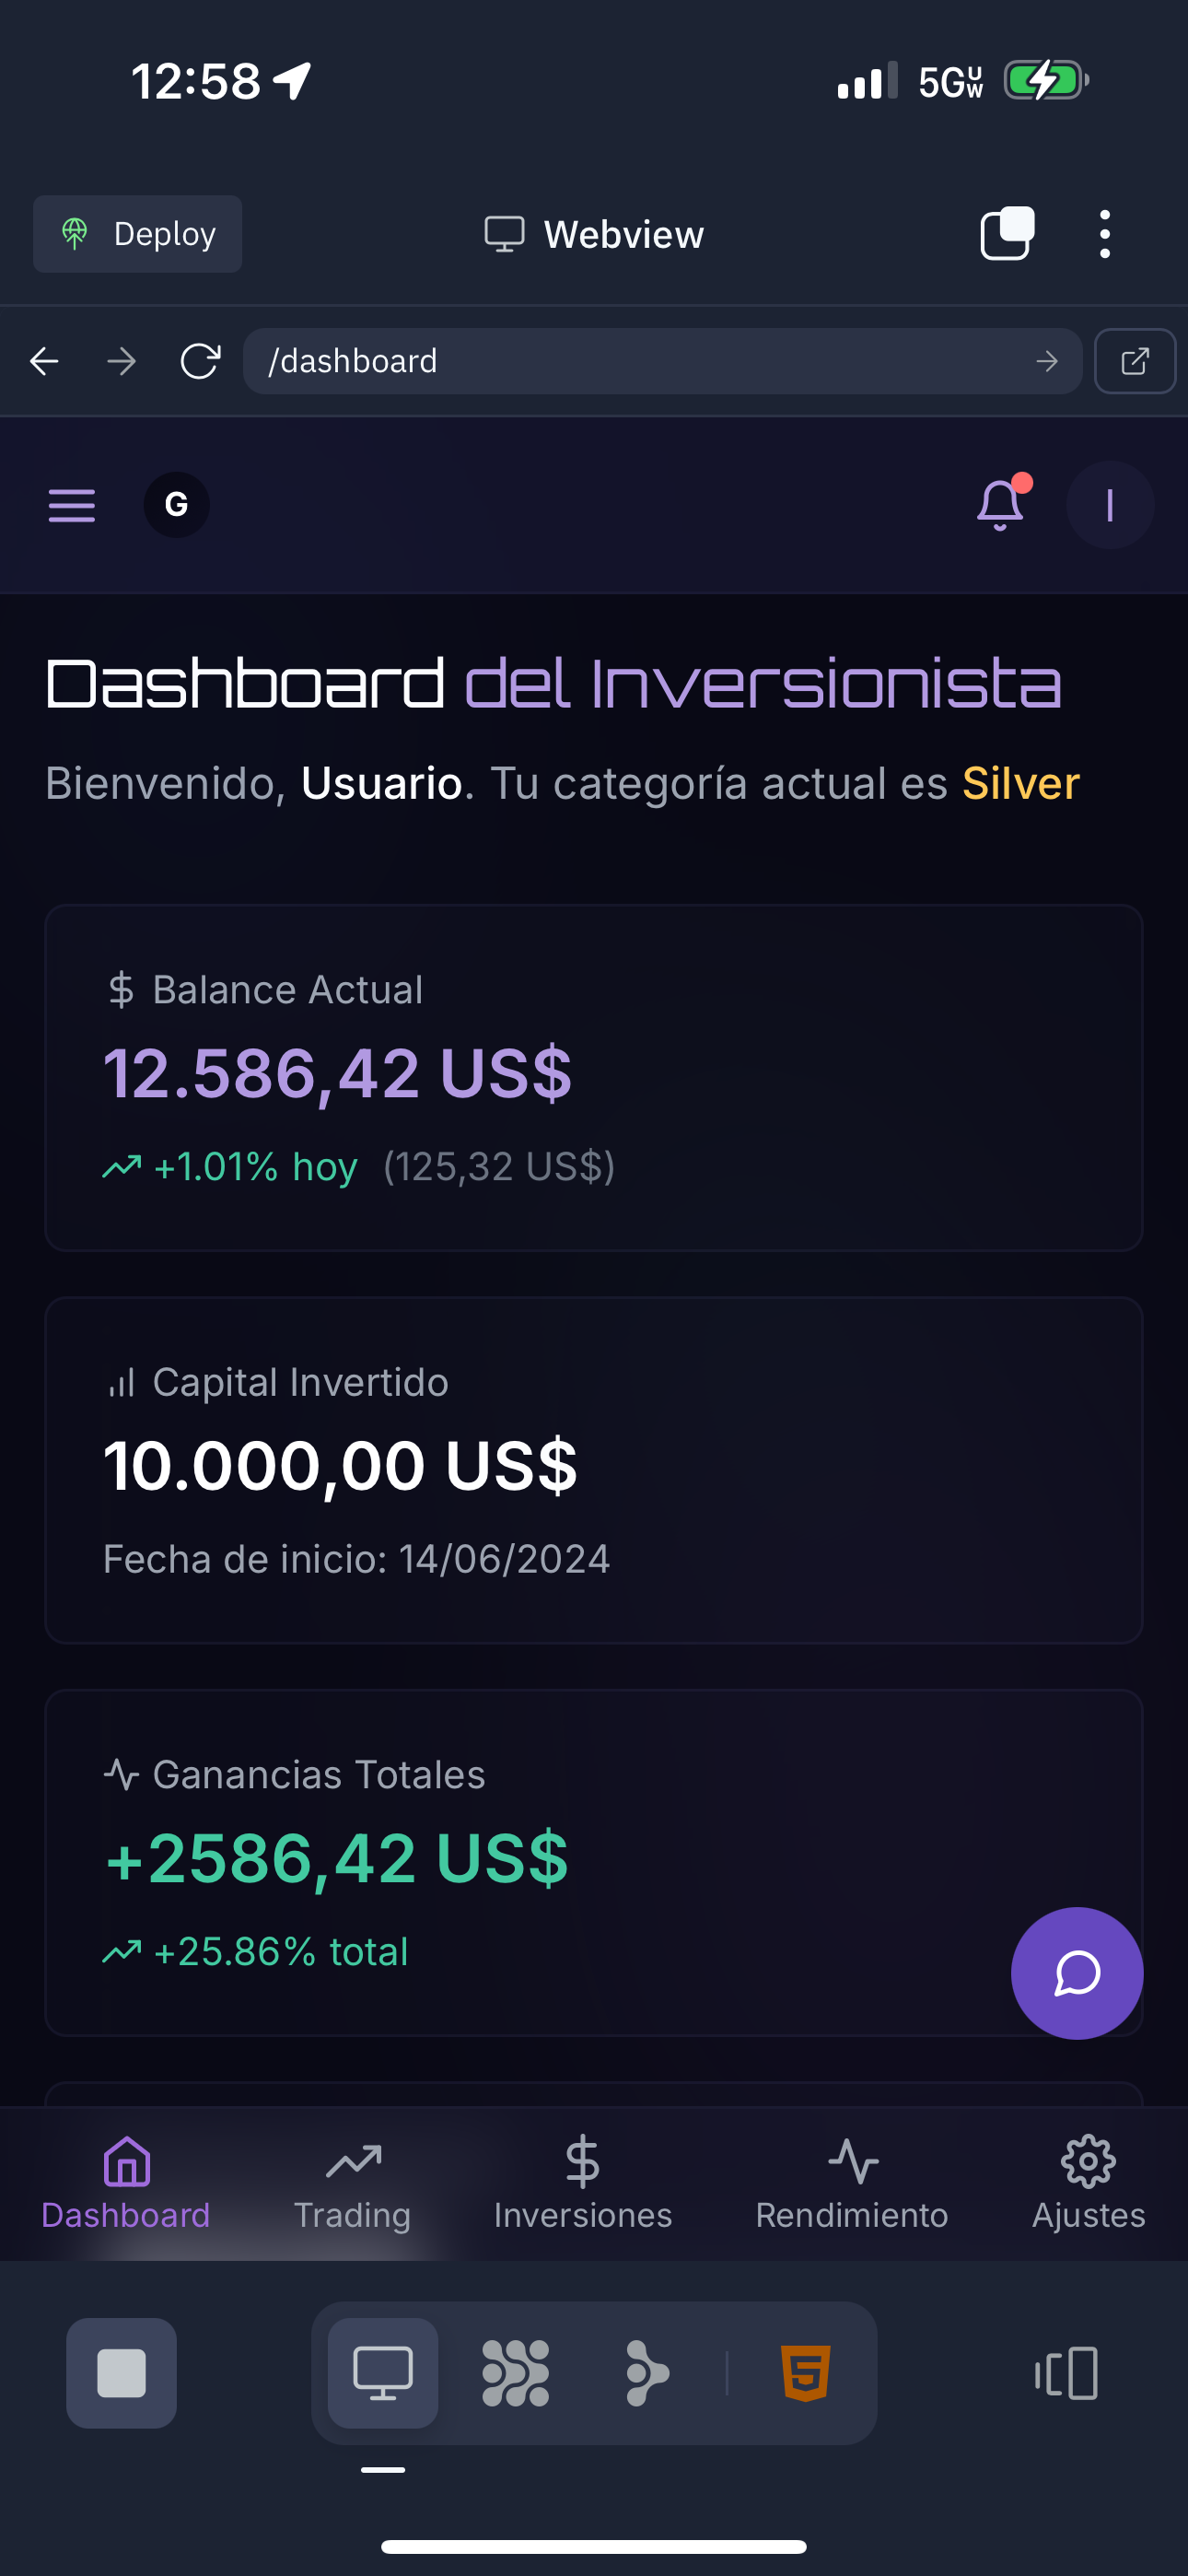 12:58
5G UW
Deploy
Webview
/dashboard
G
I
Dashboard del Inversionista
Bienvenido, Usuario. Tu categoría actual es Silver
Balance Actual
12.586,42 US$
+1.01% hoy (125,32 US$)
Capital Invertido
10.000,00 US$
Fecha de inicio: 14/06/2024
Ganancias Totales
+2586,42 US$
+25.86% total
Dashboard
Trading
Inversiones
Rendimiento
Ajustes
5